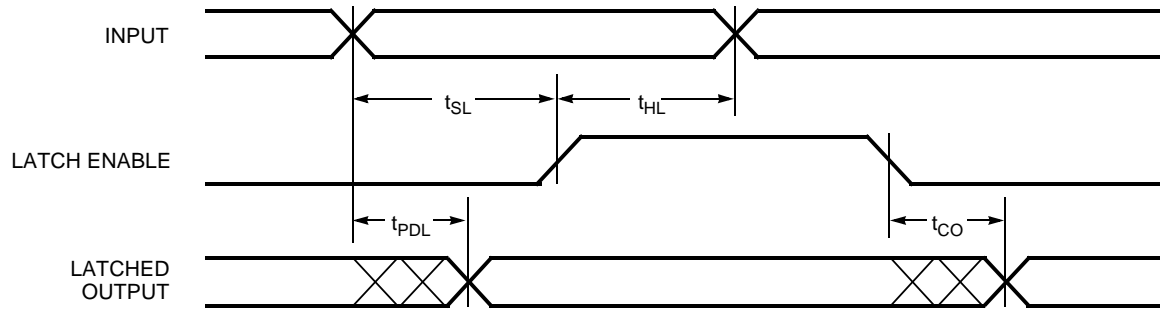 INPUT
tSL
tHL
LATCH ENABLE
tPDL
tCO
LATCHED
OUTPUT